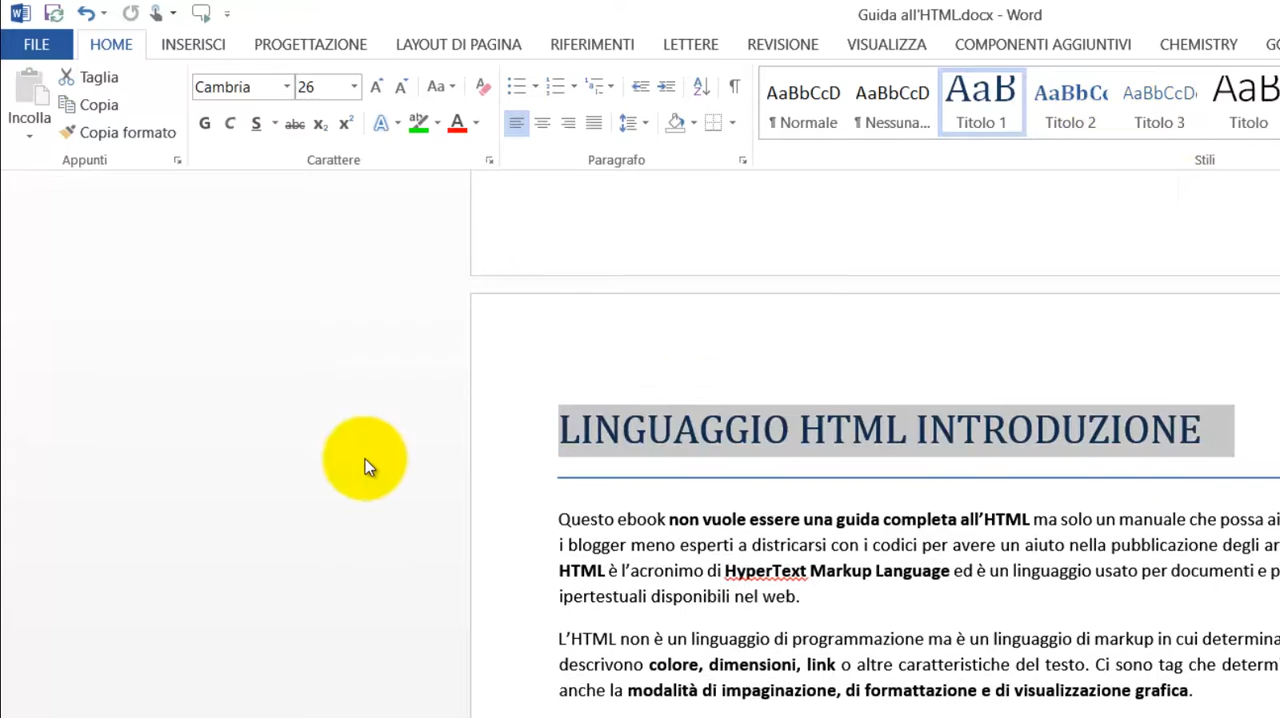 Guida all'HTML.docx - Word
FILE HOME INSERISCI PROGETTAZIONE LAYOUT DI PAGINA RIFERIMENTI LETTERE REVISIONE VISUALIZZA COMPONENTI AGGIUNTIVI CHEMISTRY GO
Incolla
Taglia
Copia
Copia formato
Appunti
Cambria 26 Aa
G C S abc x₂ x² A ab A
Carattere
Paragrafo
AaBbCcD AaBbCcD AaB AaBbCc AaBbCcD AaB
¶ Normale ¶ Nessuna... Titolo 1 Titolo 2 Titolo 3 Titolo
Stili
LINGUAGGIO HTML INTRODUZIONE
Questo ebook non vuole essere una guida completa all’HTML ma solo un manuale che possa ai
i blogger meno esperti a districarsi con i codici per avere un aiuto nella pubblicazione degli ar
HTML è l’acronimo di HyperText Markup Language ed è un linguaggio usato per documenti e p
ipertestuali disponibili nel web.
L’HTML non è un linguaggio di programmazione ma è un linguaggio di markup in cui determina
descrivono colore, dimensioni, link o altre caratteristiche del testo. Ci sono tag che determ
anche la modalità di impaginazione, di formattazione e di visualizzazione grafica.